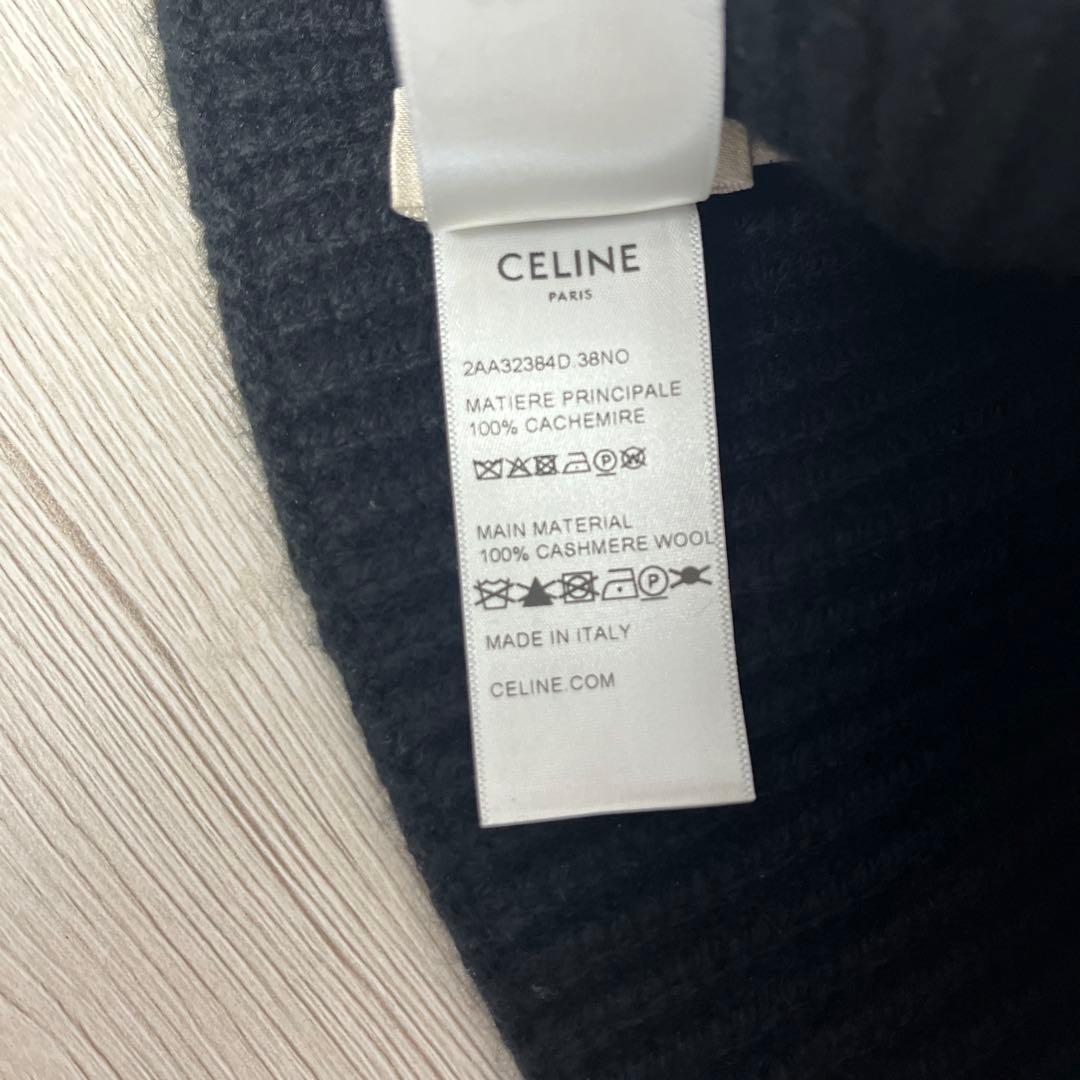 CELINE
PARIS
2AA32384D.38NO
MATIERE PRINCIPALE
100% CACHEMIRE
P W
MAIN MATERIAL
100% CASHMERE WOOL
P
MADE IN ITALY
CELINE.COM